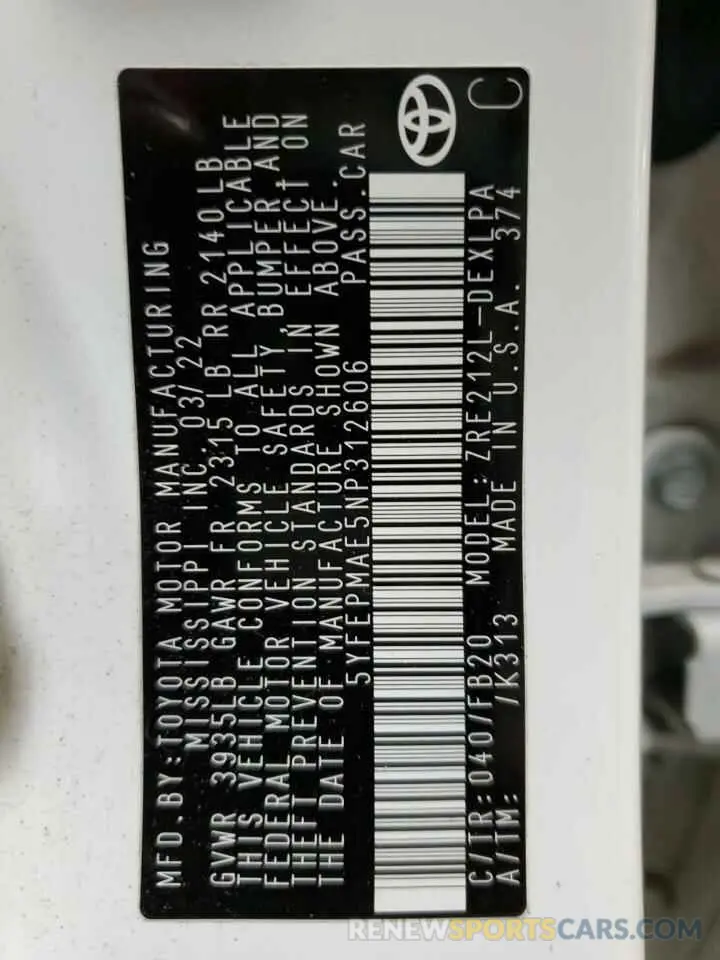 MFD.BY:TOYOTA MOTOR MANUFACTURING
MISSISSIPPI INC 03/22
GVWR 3935LB GAWR FR 2315 LB RR 2140LB
THIS VEHICLE CONFORMS TO ALL APPLICABLE
FEDERAL MOTOR VEHICLE SAFETY,BUMPER AND
THEFT PREVENTION STANDARDS IN EFFECT ON
THE DATE OF MANUFACTURE SHOWN ABOVE.
5YFEPMAE5NP312606 PASS.CAR
C/TR:040/FB20 MODEL:ZRE212L-DEXLPA
A/TM: /K313 MADE IN U.S.A. 374
C
RENEWSPORTSCARS.COM